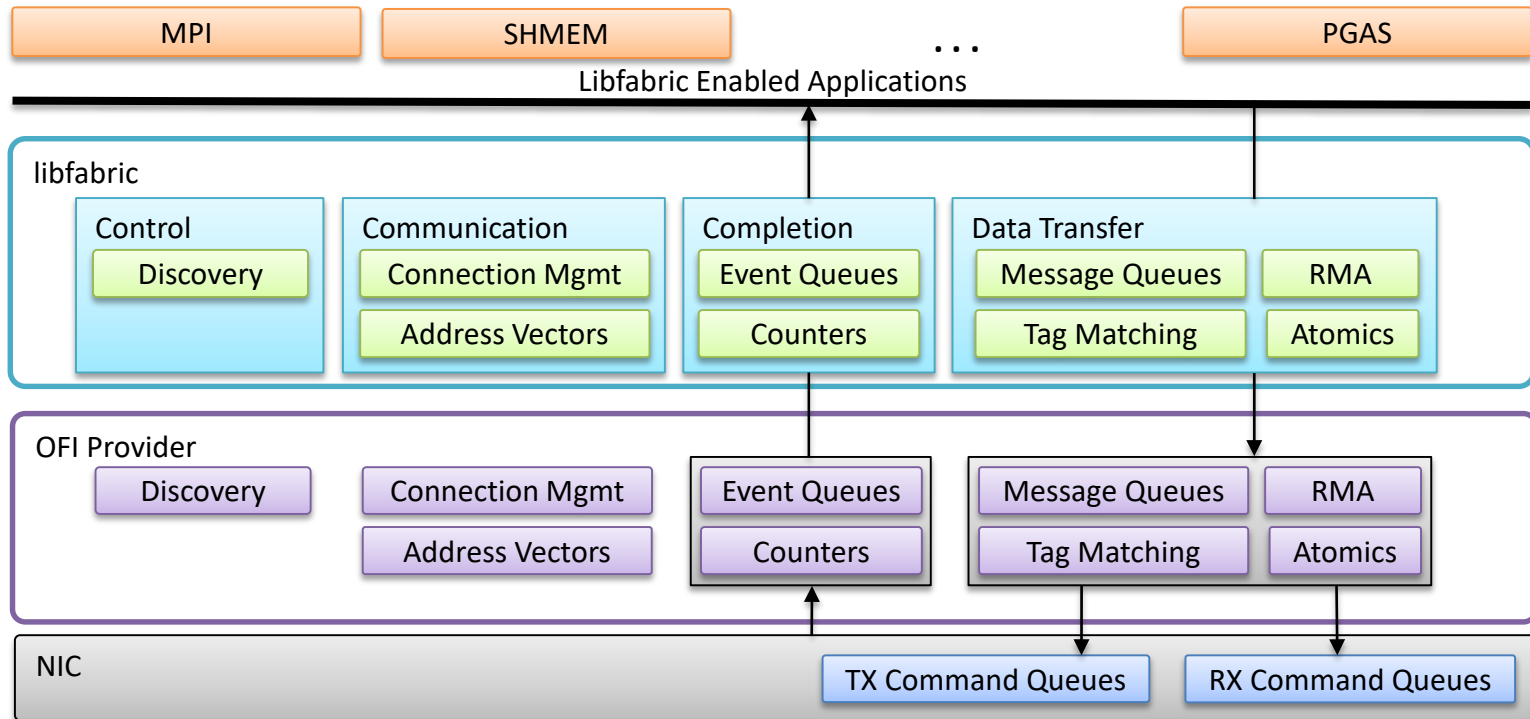 MPI
SHMEM
. . .
PGAS
Libfabric Enabled Applications
libfabric
Control
Discovery
Communication
Connection Mgmt
Address Vectors
Completion
Event Queues
Counters
Data Transfer
Message Queues
RMA
Tag Matching
Atomics
OFI Provider
Discovery
Connection Mgmt
Address Vectors
Event Queues
Counters
Message Queues
RMA
Tag Matching
Atomics
NIC
TX Command Queues
RX Command Queues